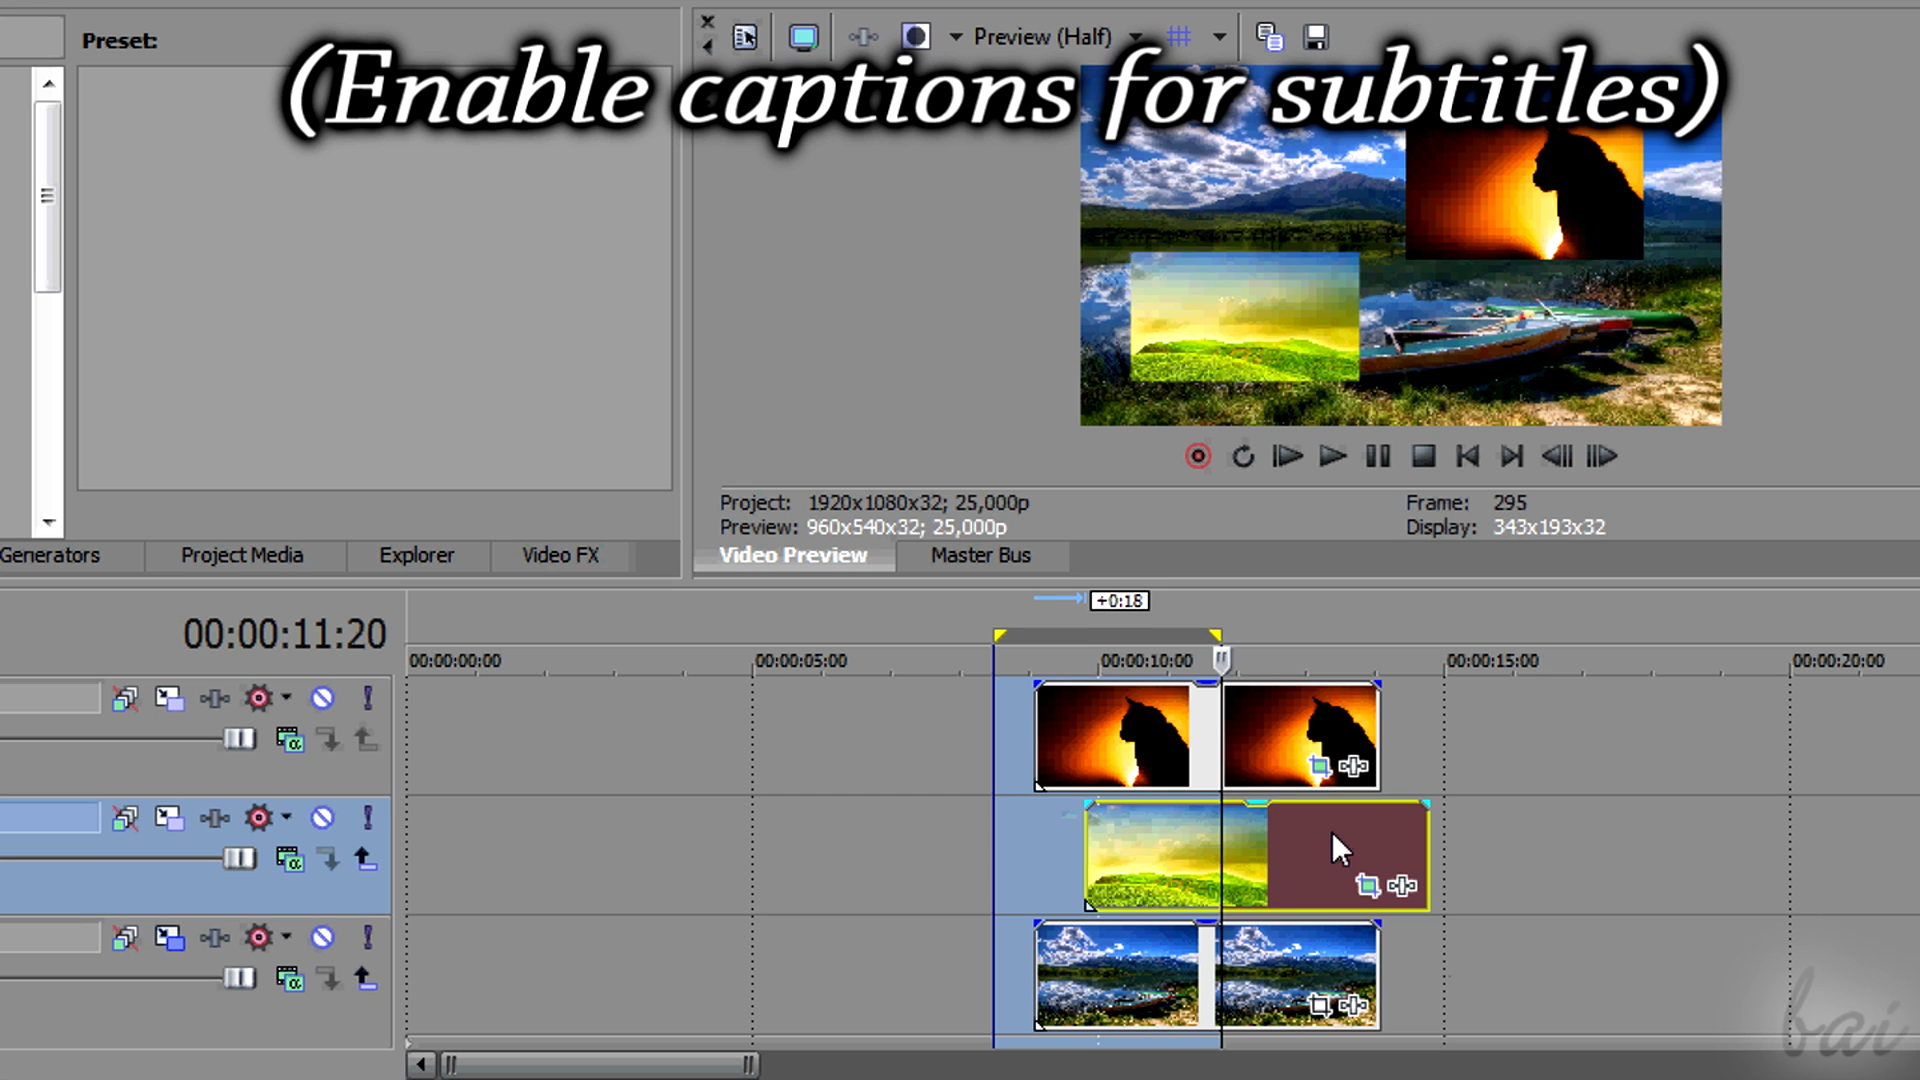 Preset:
Preview (Half)
(Enable captions for subtitles)
Project: 1920x1080x32; 25,000p
Frame: 295
Preview: 960x540x32; 25,000p
Display: 343x193x32
Generators
Project Media
Explorer
Video FX
Video Preview
Master Bus
+0:18
00:00:11:20
00:00:00:00
00:00:05:00
00:00:10:00
00:00:15:00
00:00:20:00
bai